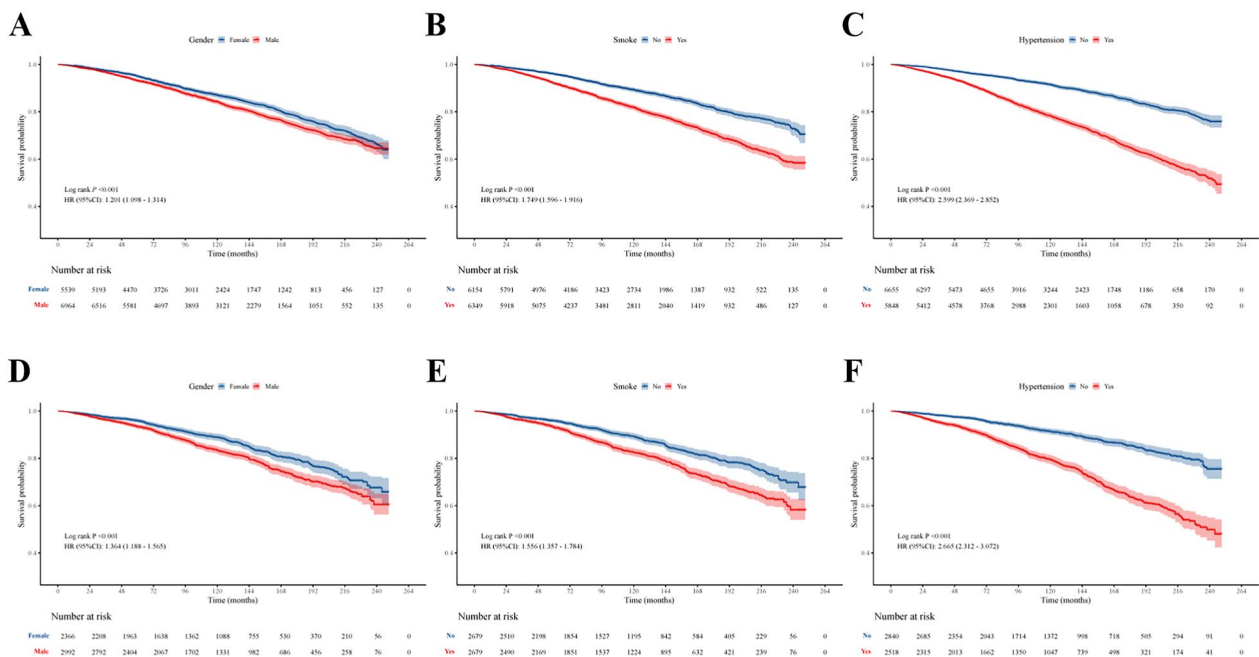 A
Gender Female Male
Survival probability
1.0
0.8
0.6
0.4
Log rank P <0.001
HR (95%CI): 1.201 (1.098 - 1.314)
0 24 48 72 96 120 144 168 192 216 240 264
Time (months)
Number at risk
Female 5539 5193 4470 3726 3011 2424 1747 1242 813 456 127 0
Male 6964 6516 5581 4697 3893 3121 2279 1564 1051 552 135 0
B
Smoke No Yes
Survival probability
1.0
0.8
0.6
0.4
Log rank P <0.001
HR (95%CI): 1.749 (1.596 - 1.916)
0 24 48 72 96 120 144 168 192 216 240 264
Time (months)
Number at risk
No 6154 5791 4976 4186 3423 2734 1986 1387 932 522 135 0
Yes 6349 5918 5075 4237 3481 2811 2040 1419 932 486 127 0
C
Hypertension No Yes
Survival probability
1.0
0.8
0.6
0.4
Log rank P <0.001
HR (95%CI): 2.599 (2.369 - 2.852)
0 24 48 72 96 120 144 168 192 216 240 264
Time (months)
Number at risk
No 6655 6297 5473 4655 3916 3244 2423 1748 1186 658 170 0
Yes 5848 5412 4578 3768 2988 2301 1603 1058 678 350 92 0
D
Gender Female Male
Survival probability
1.0
0.8
0.6
0.4
Log rank P <0.001
HR (95%CI): 1.364 (1.188 - 1.565)
0 24 48 72 96 120 144 168 192 216 240 264
Time (months)
Number at risk
Female 2366 2208 1963 1638 1362 1088 755 530 370 210 56 0
Male 2992 2792 2404 2067 1702 1331 982 686 456 258 76 0
E
Smoke No Yes
Survival probability
1.0
0.8
0.6
0.4
Log rank P <0.001
HR (95%CI): 1.556 (1.357 - 1.784)
0 24 48 72 96 120 144 168 192 216 240 264
Time (months)
Number at risk
No 2679 2510 2198 1854 1527 1195 842 584 405 229 56 0
Yes 2679 2490 2169 1851 1537 1224 895 632 421 239 76 0
F
Hypertension No Yes
Survival probability
1.0
0.8
0.6
0.4
Log rank P <0.001
HR (95%CI): 2.665 (2.312 - 3.072)
0 24 48 72 96 120 144 168 192 216 240 264
Time (months)
Number at risk
No 2840 2685 2354 2043 1714 1372 998 718 505 294 91 0
Yes 2518 2315 2013 1662 1350 1047 739 498 321 174 41 0